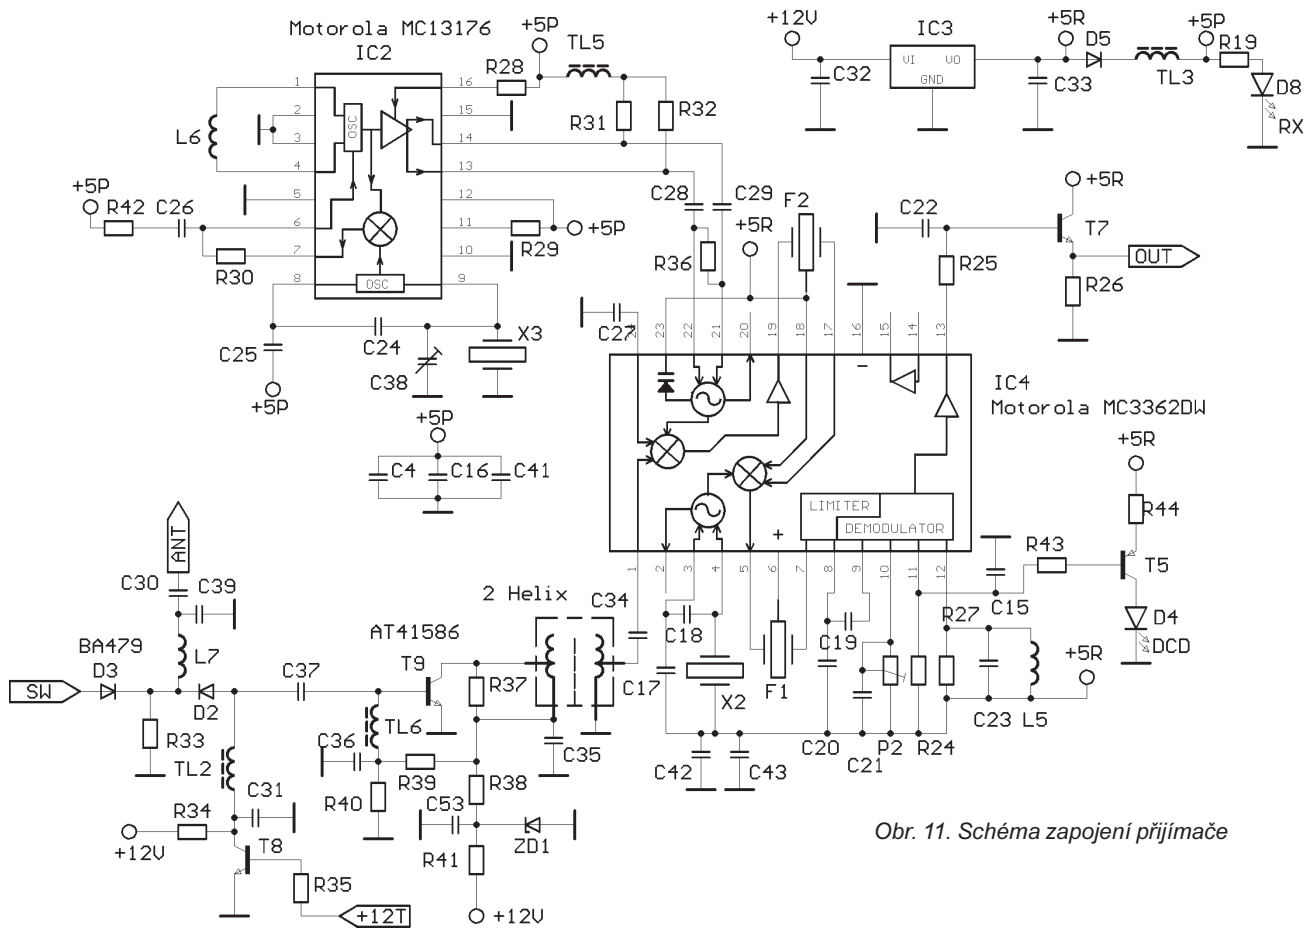 Motorola MC13176
IC2
+5P
TL5
R28
R31
R32
1
2
3
4
5
6
7
8
16
15
14
13
12
11
10
9
OSC
OSC
L6
+5P
R42
C26
R30
R29
+5P
C25
+5P
C24
C38
X3
+5P
C4
C16
C41
+12V
C32
IC3
VI
VO
GND
+5R
D5
C33
TL3
+5P
R19
D8
RX
C28
C29
F2
+5R
R36
C27
C22
R25
+5R
T7
OUT
R26
24
23
22
21
20
19
18
17
16
15
14
13
IC4
Motorola MC3362DW
–
+
LIMITER
DEMODULATOR
1
2
3
4
5
6
7
8
9
10
11
12
+5R
R44
R43
T5
C15
D4
DCD
R27
+5R
C23
L5
C18
C17
X2
F1
C19
C20
C21
P2
R24
C42
C43
ANT
C30
C39
L7
BA479
D3
SW
D2
C37
R33
TL2
C31
R34
+12V
T8
R35
+12T
AT41586
T9
2 Helix
C34
R37
TL6
C36
R39
C35
R40
R38
C53
ZD1
R41
+12V
Obr. 11. Schéma zapojení přijímače